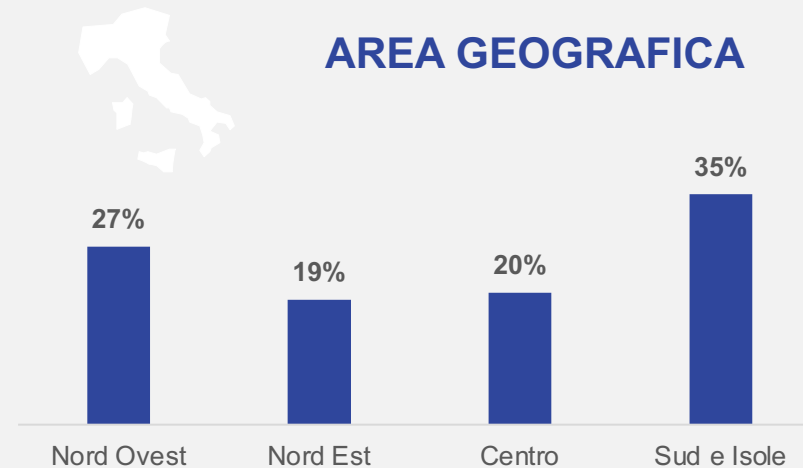 AREA GEOGRAFICA
27%
19%
20%
35%
Nord Ovest
Nord Est
Centro
Sud e Isole